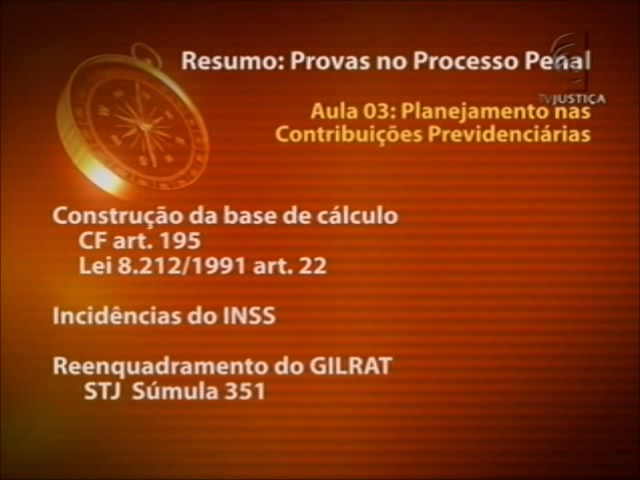 Resumo: Provas no Processo Penal
TVJUSTIÇA
Aula 03: Planejamento nas
Contribuições Previdenciárias
Construção da base de cálculo
CF art. 195
Lei 8.212/1991 art. 22
Incidências do INSS
Reenquadramento do GILRAT
STJ Súmula 351